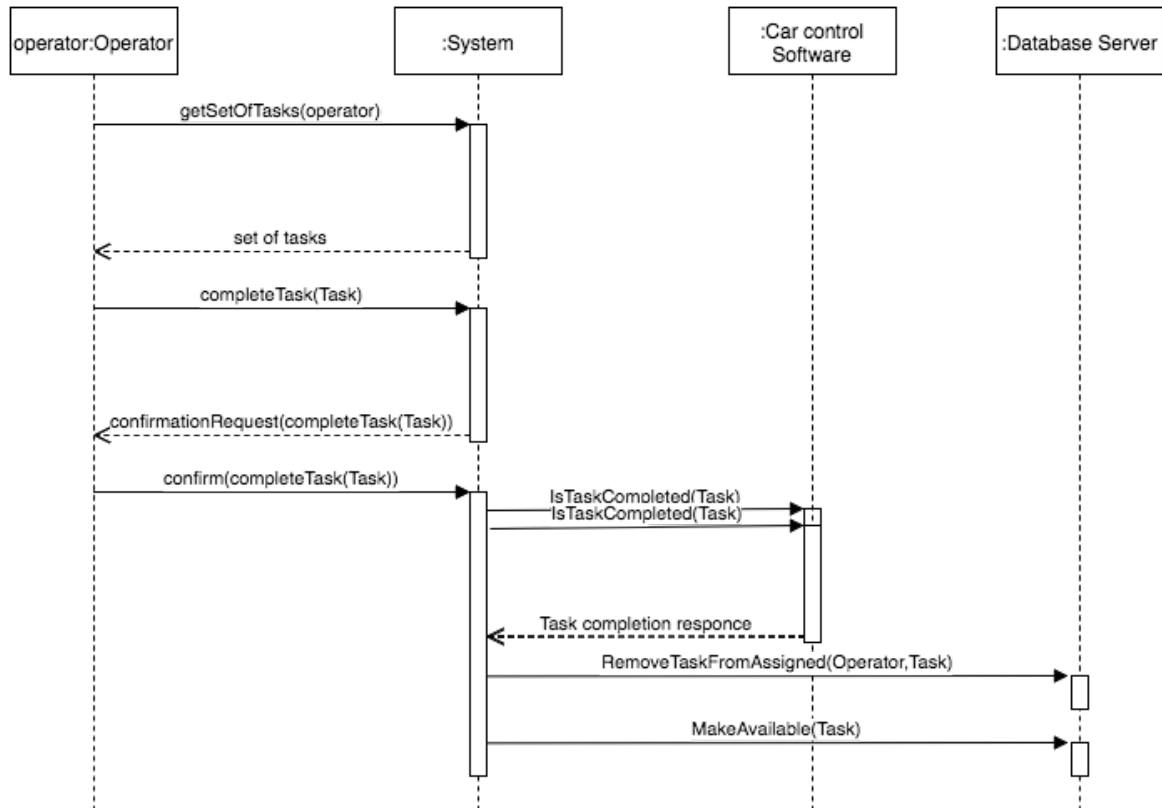 operator:Operator
:System
:Car control
Software
:Database Server
getSetOfTasks(operator)
set of tasks
completeTask(Task)
confirmationRequest(completeTask(Task))
confirm(completeTask(Task))
IsTaskCompleted(Task)
IsTaskCompleted(Task)
Task completion responce
RemoveTaskFromAssigned(Operator,Task)
MakeAvailable(Task)